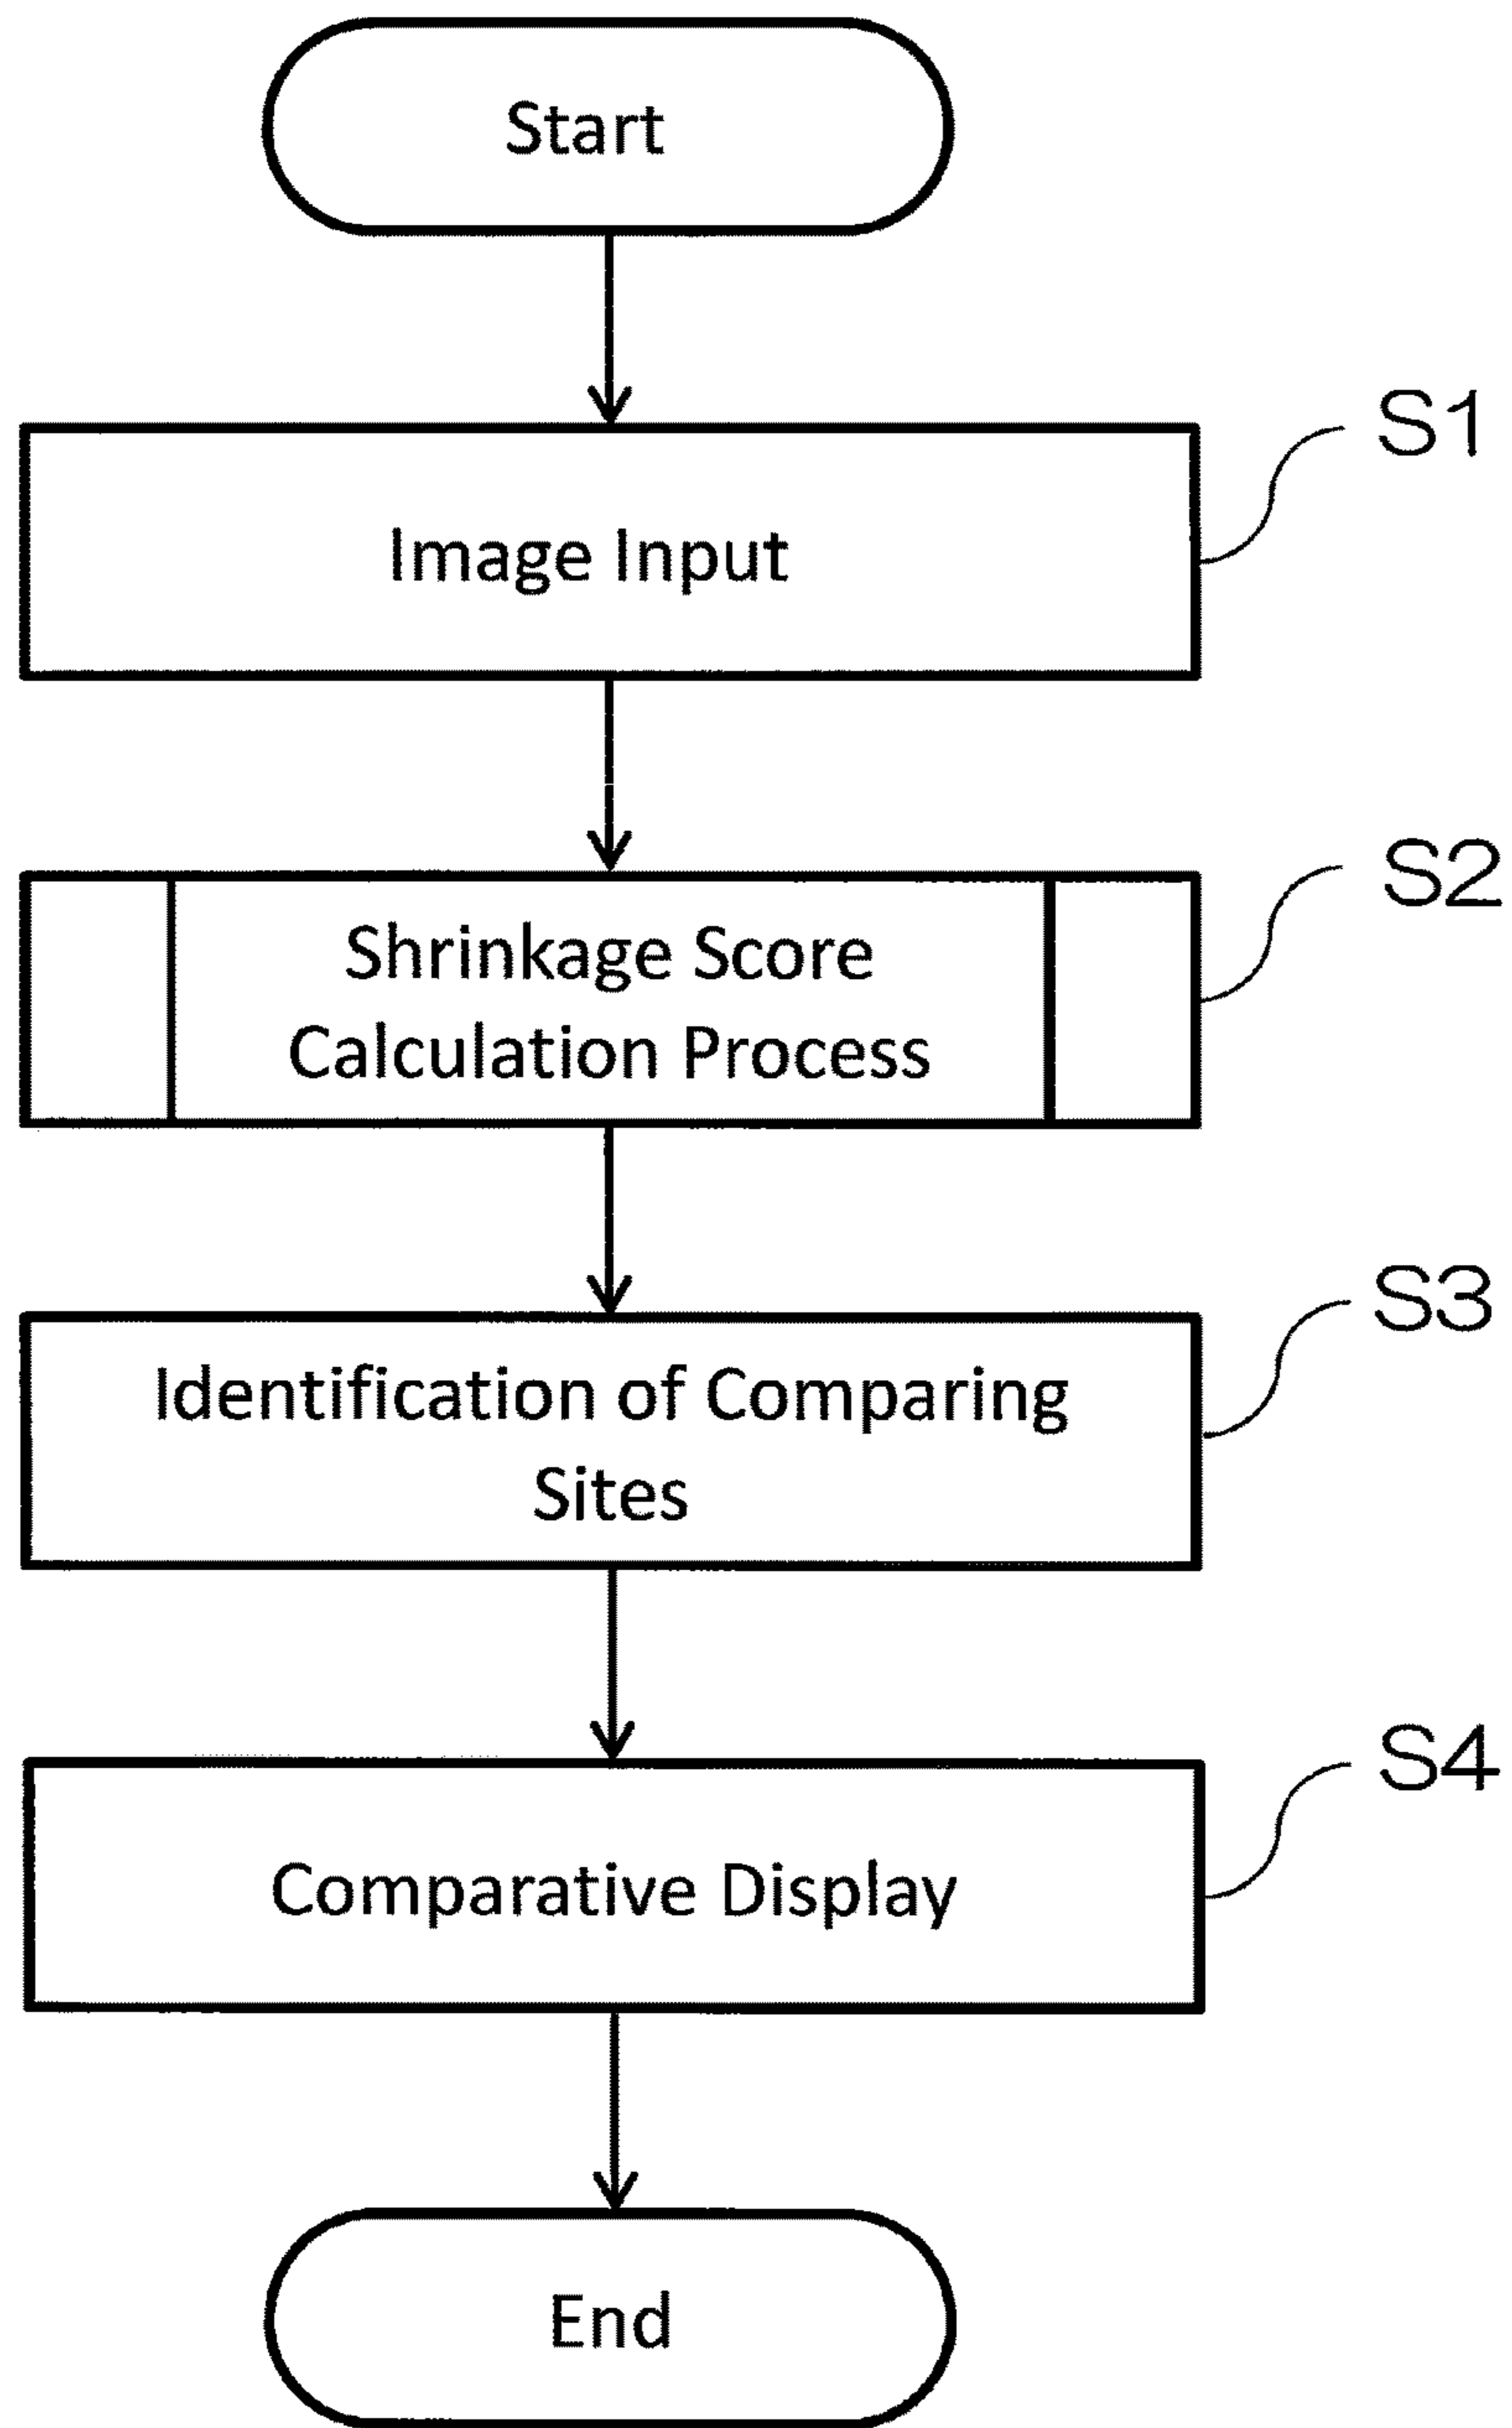 Start
S1
Image Input
S2
Shrinkage Score
Calculation Process
S3
Identification of Comparing
Sites
S4
Comparative Display
End